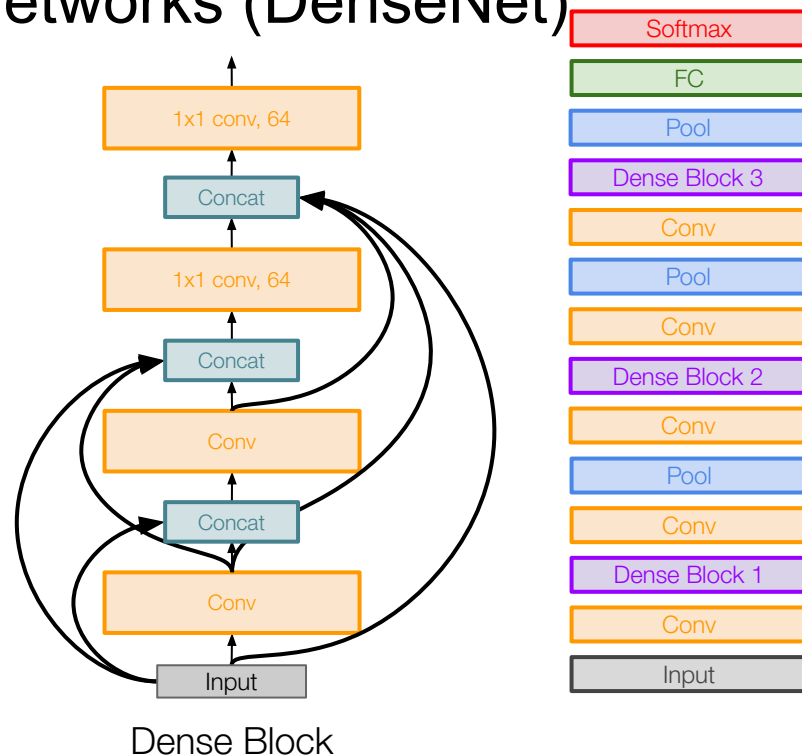 etworks (DenseNet)
1x1 conv, 64
Concat
1x1 conv, 64
Concat
Conv
Concat
Conv
Input
Dense Block
Softmax
FC
Pool
Dense Block 3
Conv
Pool
Conv
Dense Block 2
Conv
Pool
Conv
Dense Block 1
Conv
Input